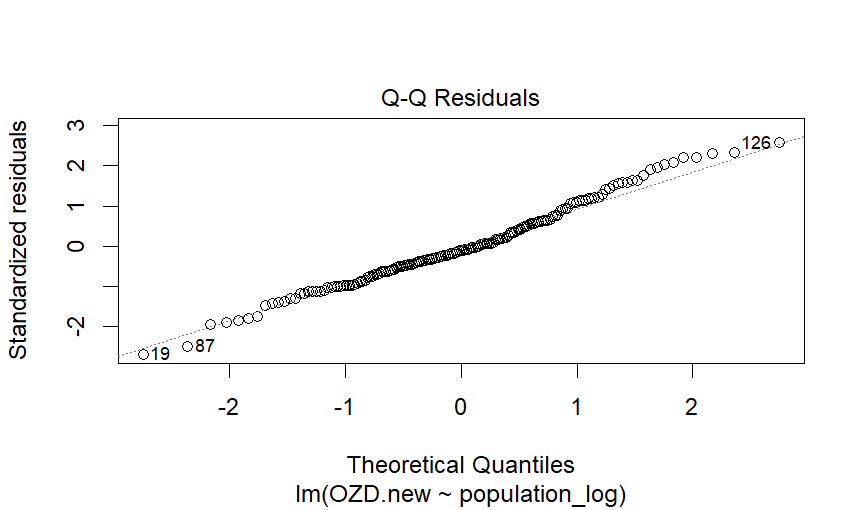 Q-Q Residuals
Standardized residuals
3
2
1
0
-2
126
19
87
-2 -1 0 1 2
Theoretical Quantiles
lm(OZD.new ~ population_log)